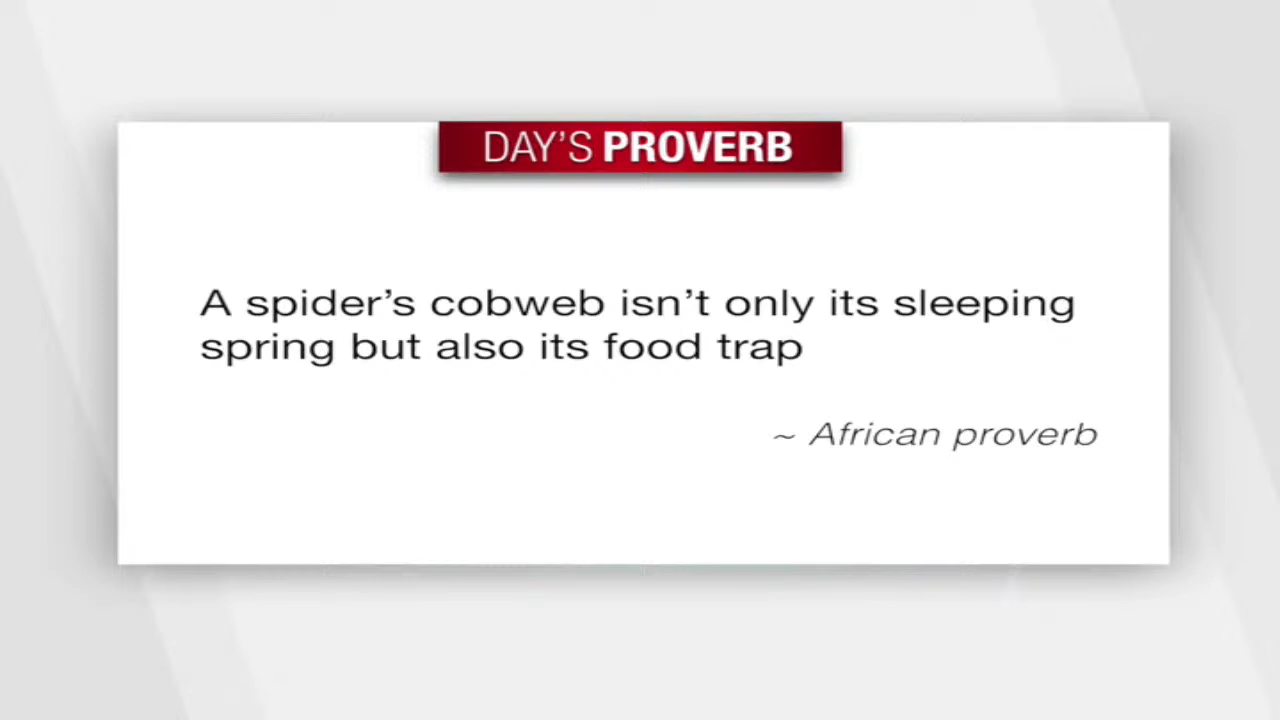 DAY’S PROVERB
A spider’s cobweb isn’t only its sleeping
spring but also its food trap
~ African proverb